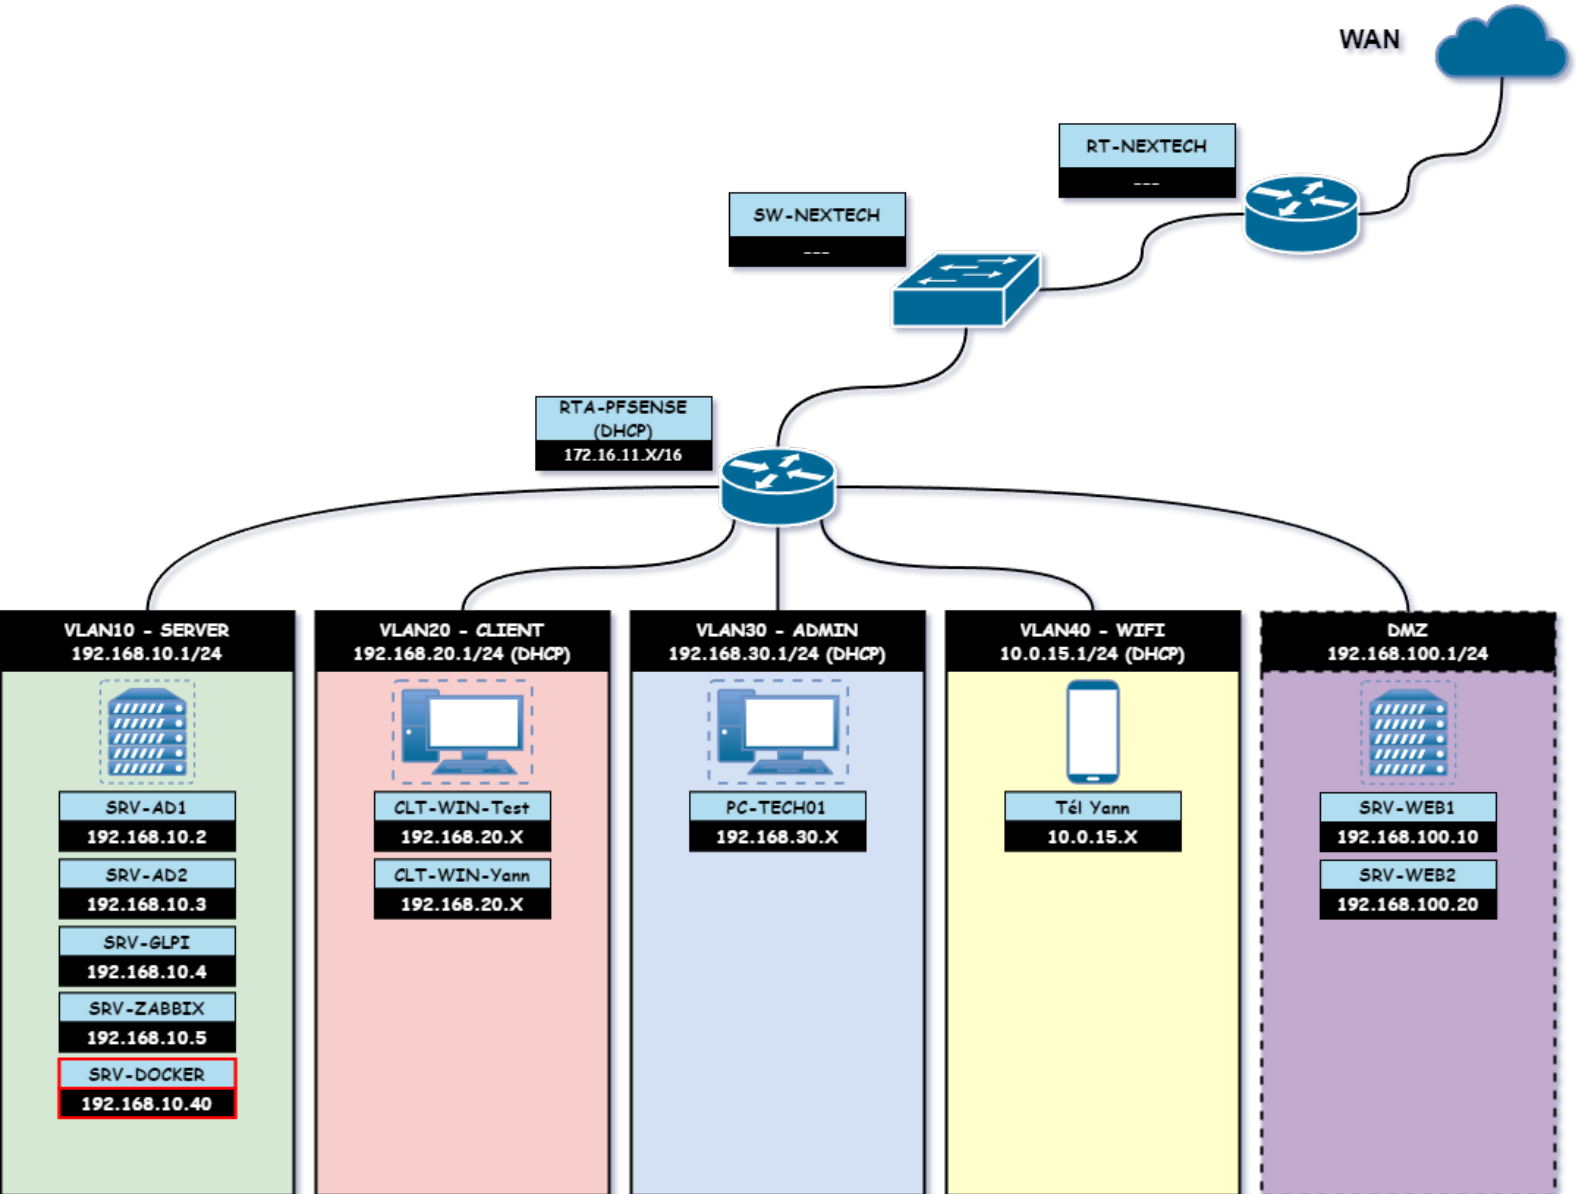 WAN
RT-NEXTECH
---
SW-NEXTECH
---
RTA-PFSENSE
(DHCP)
172.16.11.X/16
VLAN10 - SERVER
192.168.10.1/24
SRV-AD1
192.168.10.2
SRV-AD2
192.168.10.3
SRV-GLPI
192.168.10.4
SRV-ZABBIX
192.168.10.5
SRV-DOCKER
192.168.10.40
VLAN20 - CLIENT
192.168.20.1/24 (DHCP)
CLT-WIN-Test
192.168.20.X
CLT-WIN-Yann
192.168.20.X
VLAN30 - ADMIN
192.168.30.1/24 (DHCP)
PC-TECH01
192.168.30.X
VLAN40 - WIFI
10.0.15.1/24 (DHCP)
Tél Yann
10.0.15.X
DMZ
192.168.100.1/24
SRV-WEB1
192.168.100.10
SRV-WEB2
192.168.100.20